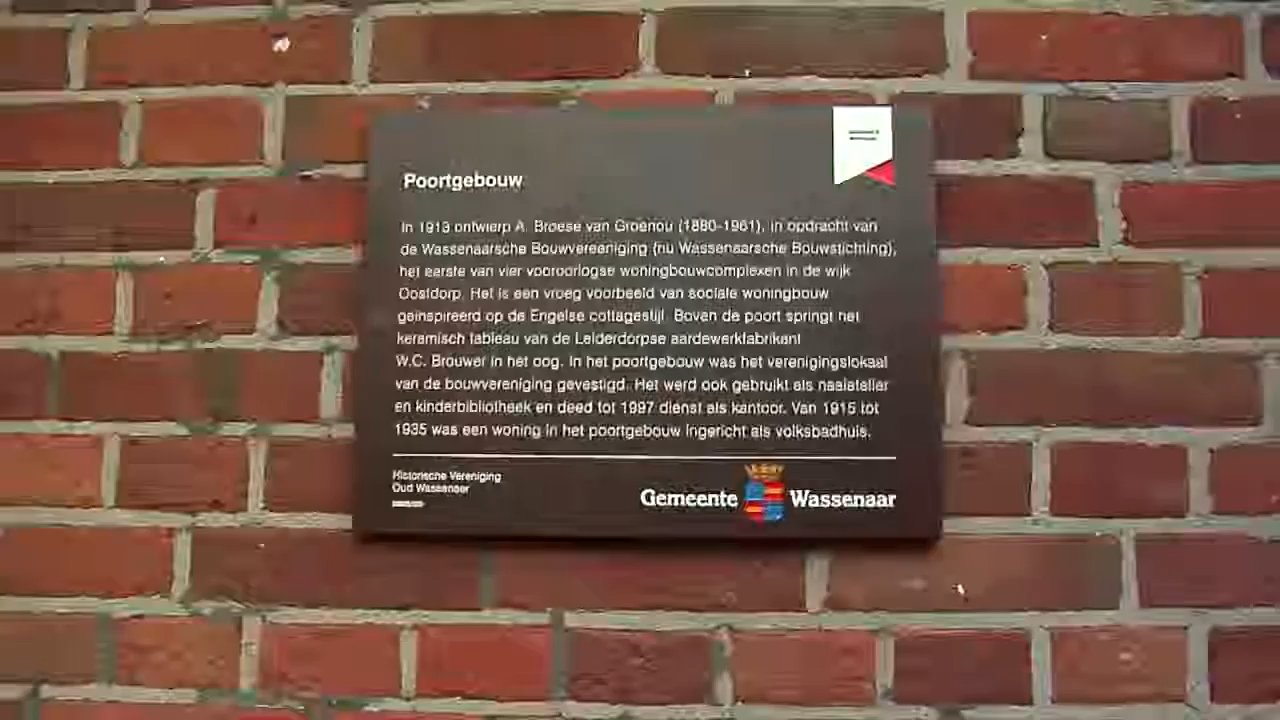 Poortgebouw
In 1913 ontwierp A. Broese van Groenou (1880-1961), in opdracht van
de Wassenaarsche Bouwvereeniging (nu Wassenaarsche Bouwstichting),
het eerste van vier vooroorlogse woningbouwcomplexen in de wijk
Oostdorp. Het is een vroeg voorbeeld van sociale woningbouw
geïnspireerd op de Engelse cottagestijl. Boven de poort springt het
keramisch tableau van de Leiderdorpse aardewerkfabrikant
W.C. Brouwer in het oog. In het poortgebouw was het verenigingslokaal
van de bouwvereniging gevestigd. Het werd ook gebruikt als naaiatelier
en kinderbibliotheek en deed tot 1997 dienst als kantoor. Van 1915 tot
1935 was een woning in het poortgebouw ingericht als volksbadhuis.
Historische Vereniging
Oud Wassenaer
Gemeente Wassenaar